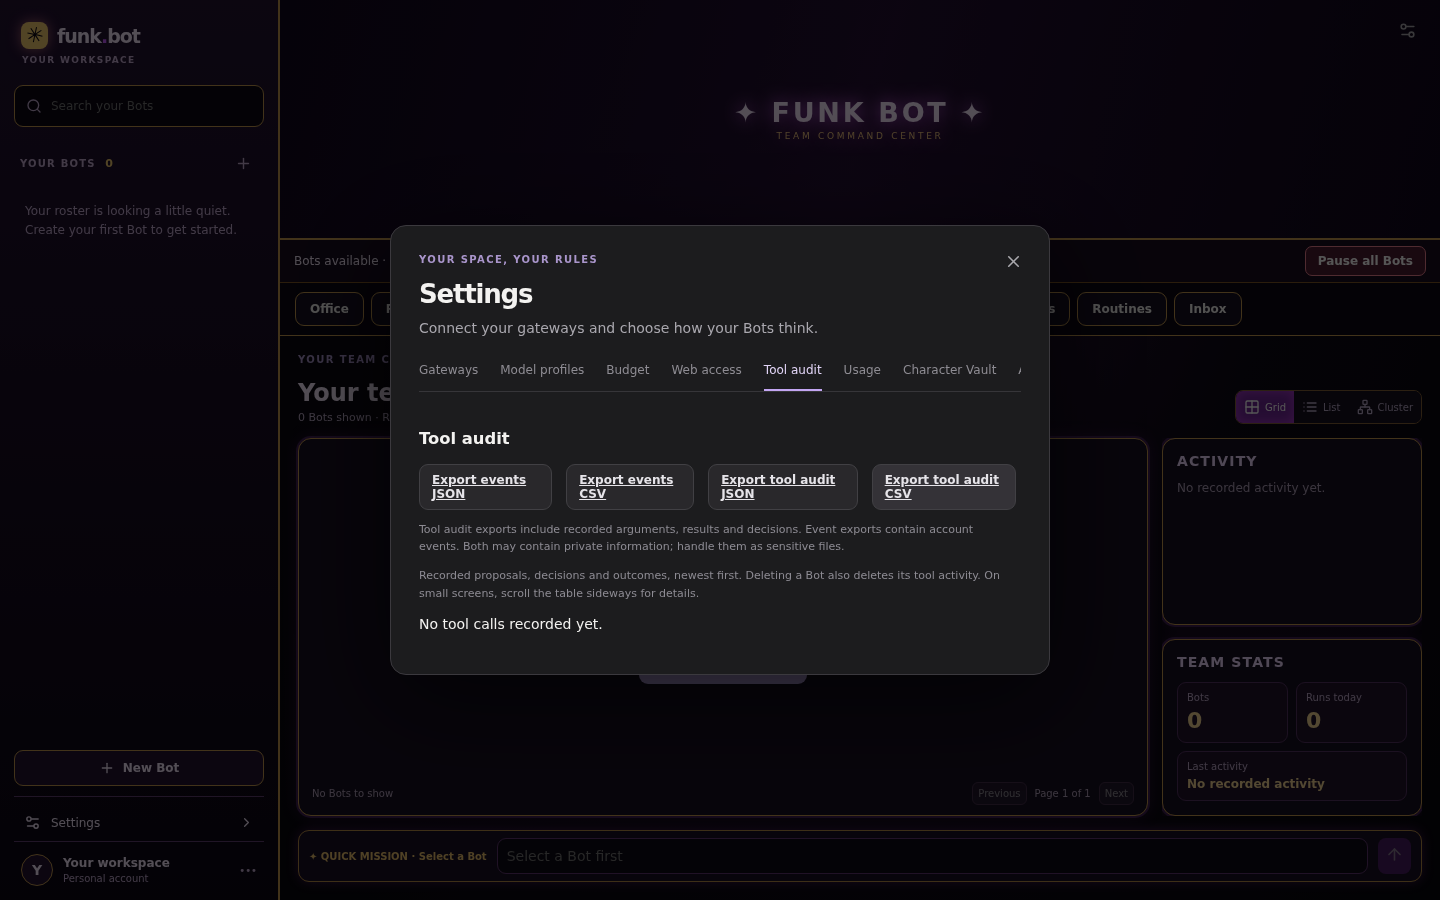 funk.bot
YOUR WORKSPACE
Search your Bots
YOUR BOTS 0
Your roster is looking a little quiet.
Create your first Bot to get started.
New Bot
Settings
Y
Your workspace
Personal account
✦ FUNK BOT ✦
TEAM COMMAND CENTER
Bots available ·
Pause all Bots
Office
Routines
Inbox
YOUR TEAM
Your te
0 Bots shown ·
Grid
List
Cluster
YOUR SPACE, YOUR RULES
Settings
Connect your gateways and choose how your Bots think.
Gateways
Model profiles
Budget
Web access
Tool audit
Usage
Character Vault
Tool audit
Export events
JSON
Export events
CSV
Export tool audit
JSON
Export tool audit
CSV
Tool audit exports include recorded arguments, results and decisions. Event exports contain account
events. Both may contain private information; handle them as sensitive files.
Recorded proposals, decisions and outcomes, newest first. Deleting a Bot also deletes its tool activity. On
small screens, scroll the table sideways for details.
No tool calls recorded yet.
No Bots to show
Previous
Page 1 of 1
Next
ACTIVITY
No recorded activity yet.
TEAM STATS
Bots
0
Runs today
0
Last activity
No recorded activity
✦ QUICK MISSION · Select a Bot
Select a Bot first